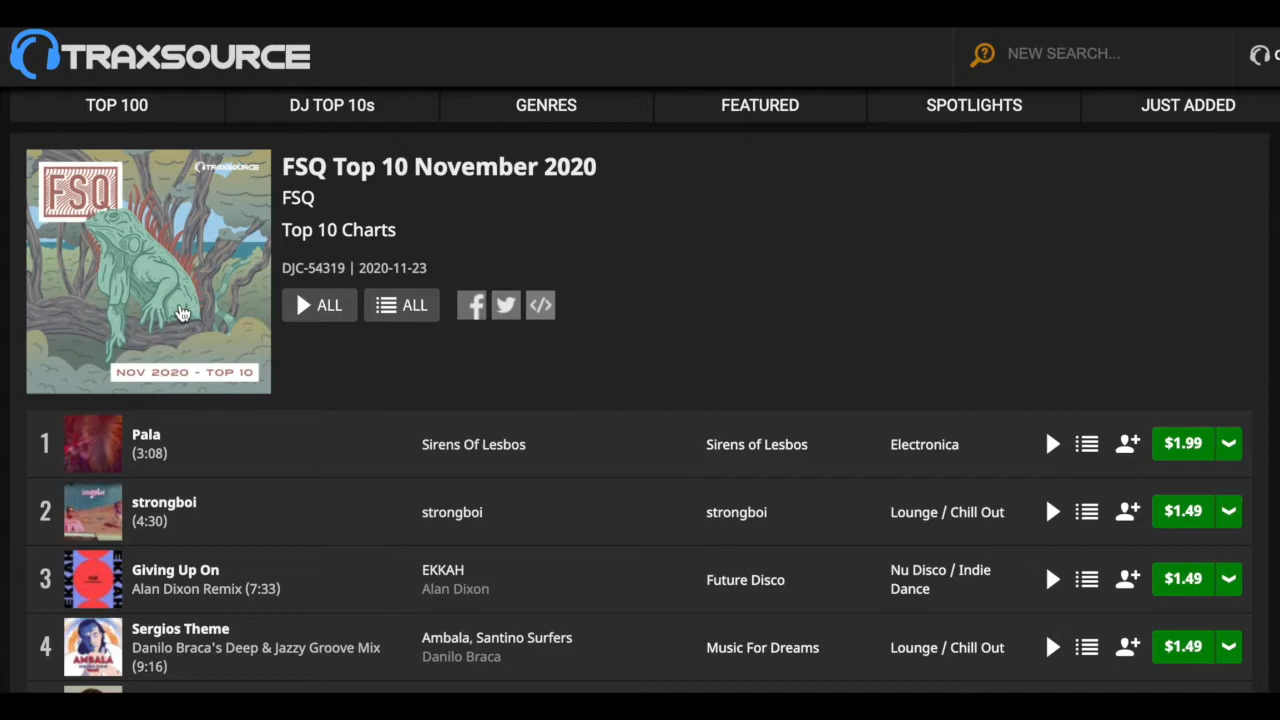 TRAXSOURCE
NEW SEARCH...
TOP 100
DJ TOP 10s
GENRES
FEATURED
SPOTLIGHTS
JUST ADDED
FSQ
TRAXSOURCE
NOV 2020 - TOP 10
FSQ Top 10 November 2020
FSQ
Top 10 Charts
DJC-54319 | 2020-11-23
ALL
ALL
1
Pala
(3:08)
Sirens Of Lesbos
Sirens of Lesbos
Electronica
$1.99
2
strongboi
(4:30)
strongboi
strongboi
Lounge / Chill Out
$1.49
3
EKKAH
Giving Up On
Alan Dixon Remix (7:33)
EKKAH
Alan Dixon
Future Disco
Nu Disco / Indie
Dance
$1.49
4
AMBALA
Sergios Theme
Danilo Braca's Deep & Jazzy Groove Mix
(9:16)
Ambala, Santino Surfers
Danilo Braca
Music For Dreams
Lounge / Chill Out
$1.49